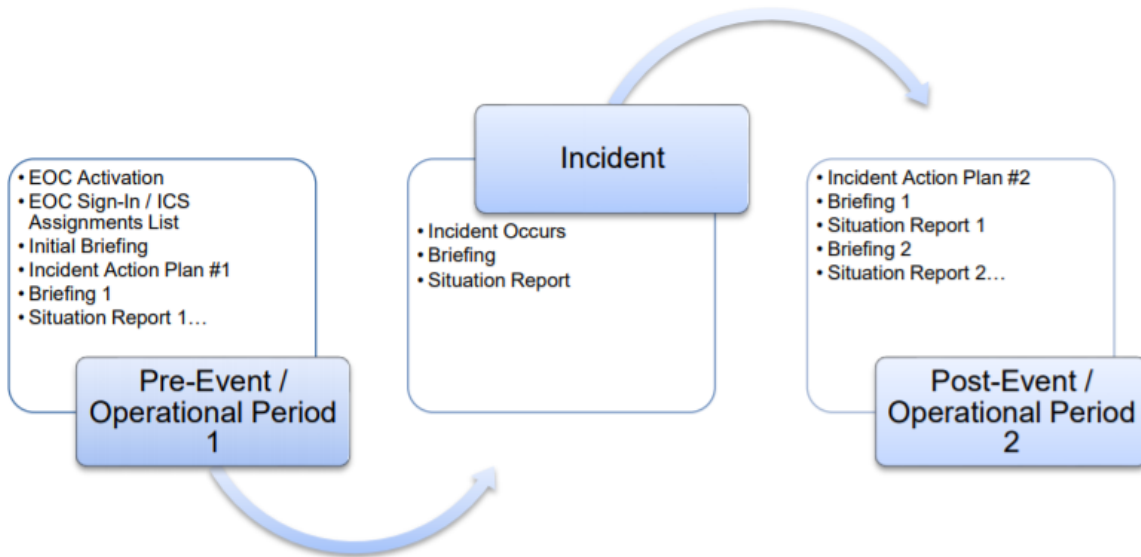 • EOC Activation
• EOC Sign-In / ICS
Assignments List
• Initial Briefing
• Incident Action Plan #1
• Briefing 1
• Situation Report 1…
Pre-Event /
Operational Period
1
Incident
• Incident Occurs
• Briefing
• Situation Report
• Incident Action Plan #2
• Briefing 1
• Situation Report 1
• Briefing 2
• Situation Report 2…
Post-Event /
Operational Period
2